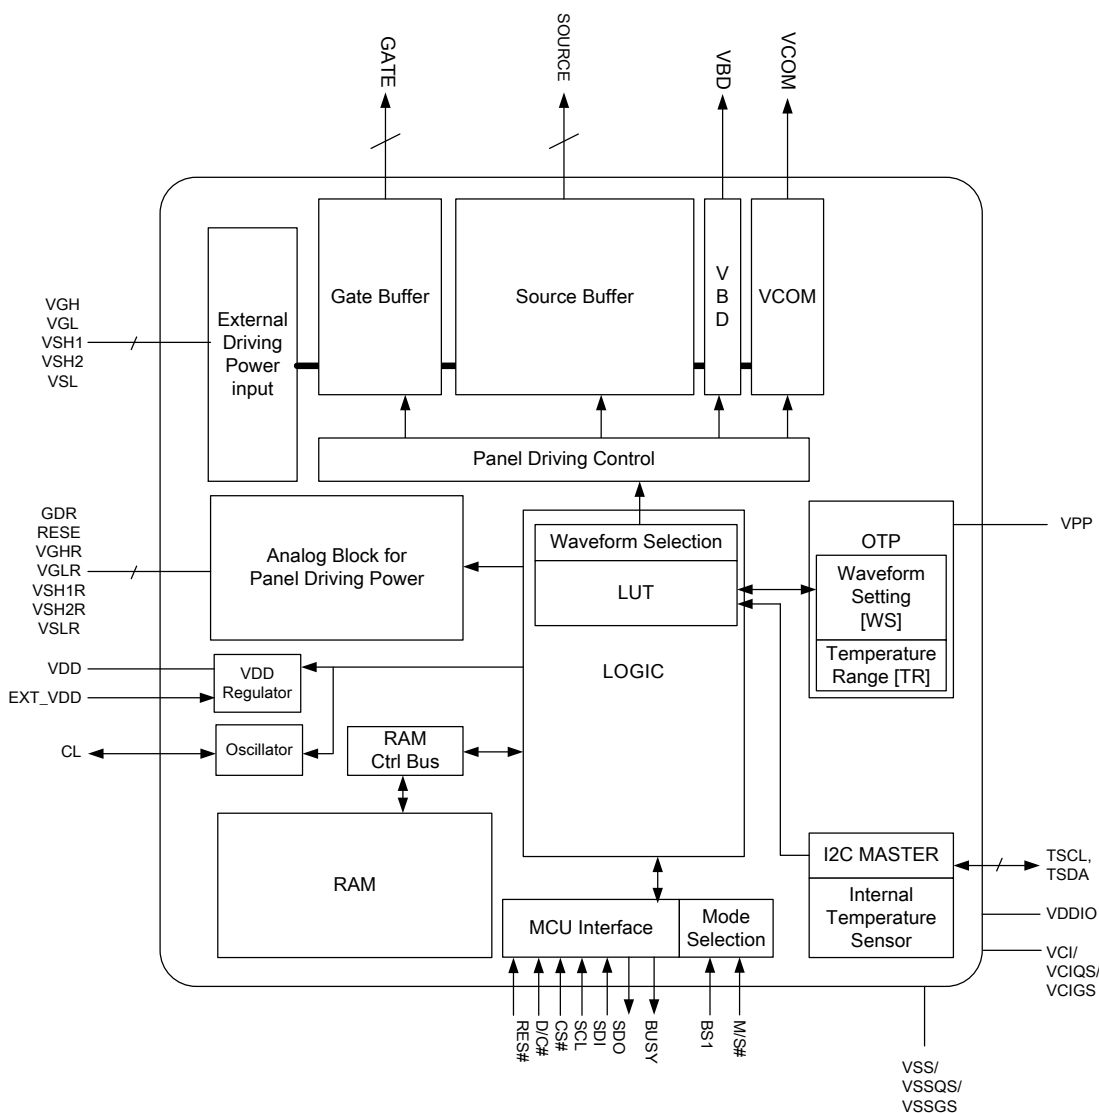 GATE
SOURCE
VBD
VCOM
Gate Buffer
Source Buffer
V
B
D
VCOM
External
Driving
Power
input
VGH
VGL
VSH1
VSH2
VSL
Panel Driving Control
GDR
RESE
VGHR
VGLR
VSH1R
VSH2R
VSLR
Analog Block for
Panel Driving Power
Waveform Selection
LUT
LOGIC
OTP
Waveform
Setting
[WS]
Temperature
Range [TR]
VPP
VDD
EXT_VDD
VDD
Regulator
CL
Oscillator
RAM
Ctrl Bus
RAM
I2C MASTER
Internal
Temperature
Sensor
TSCL,
TSDA
VDDIO
VCI/
VCIQS/
VCIGS
MCU Interface
Mode
Selection
RES#
D/C#
CS#
SCL
SDI
SDO
BUSY
BS1
M/S#
VSS/
VSSQS/
VSSGS